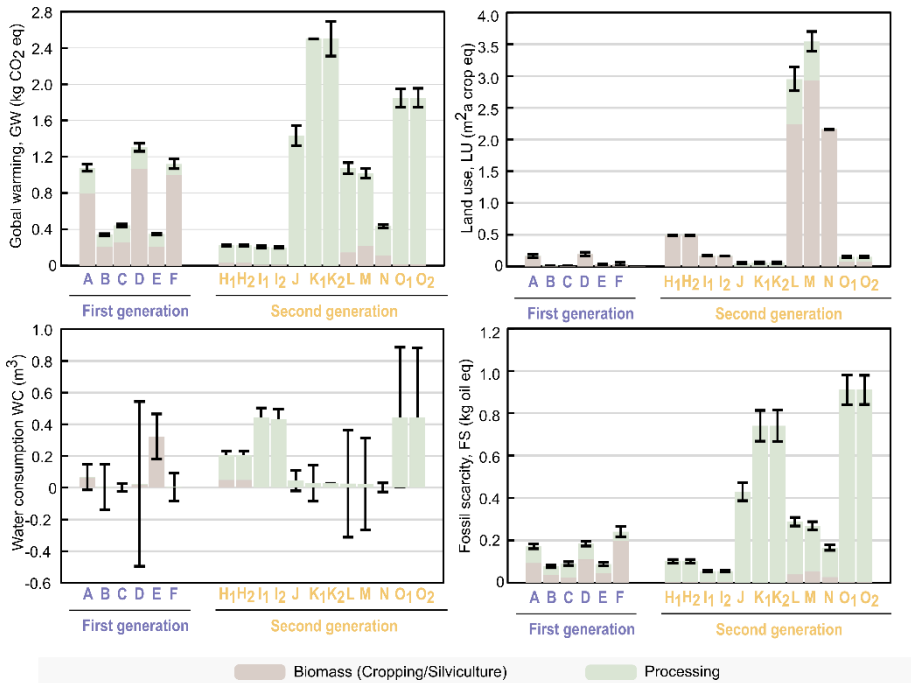 Gobal warming, GW (kg CO2 eq)
2.8
2.4
2.0
1.6
1.2
0.8
0.4
0
A B C D E F
H1 H2 I1 I2 J K1 K2 L M N O1 O2
First generation
Second generation
Land use, LU (m2a crop eq)
4.0
3.5
3.0
2.5
2.0
1.5
1.0
0.5
0
A B C D E F
H1 H2 I1 I2 J K1 K2 L M N O1 O2
First generation
Second generation
Water consumption WC (m3)
1.0
0.8
0.6
0.4
0.2
0
-0.2
-0.4
-0.6
A B C D E F
H1 H2 I1 I2 J K1 K2 L M N O1 O2
First generation
Second generation
Fossil scarcity, FS (kg oil eq)
1.2
1.0
0.8
0.6
0.4
0.2
0
A B C D E F
H1 H2 I1 I2 J K1 K2 L M N O1 O2
First generation
Second generation
Biomass (Cropping/Silviculture)
Processing